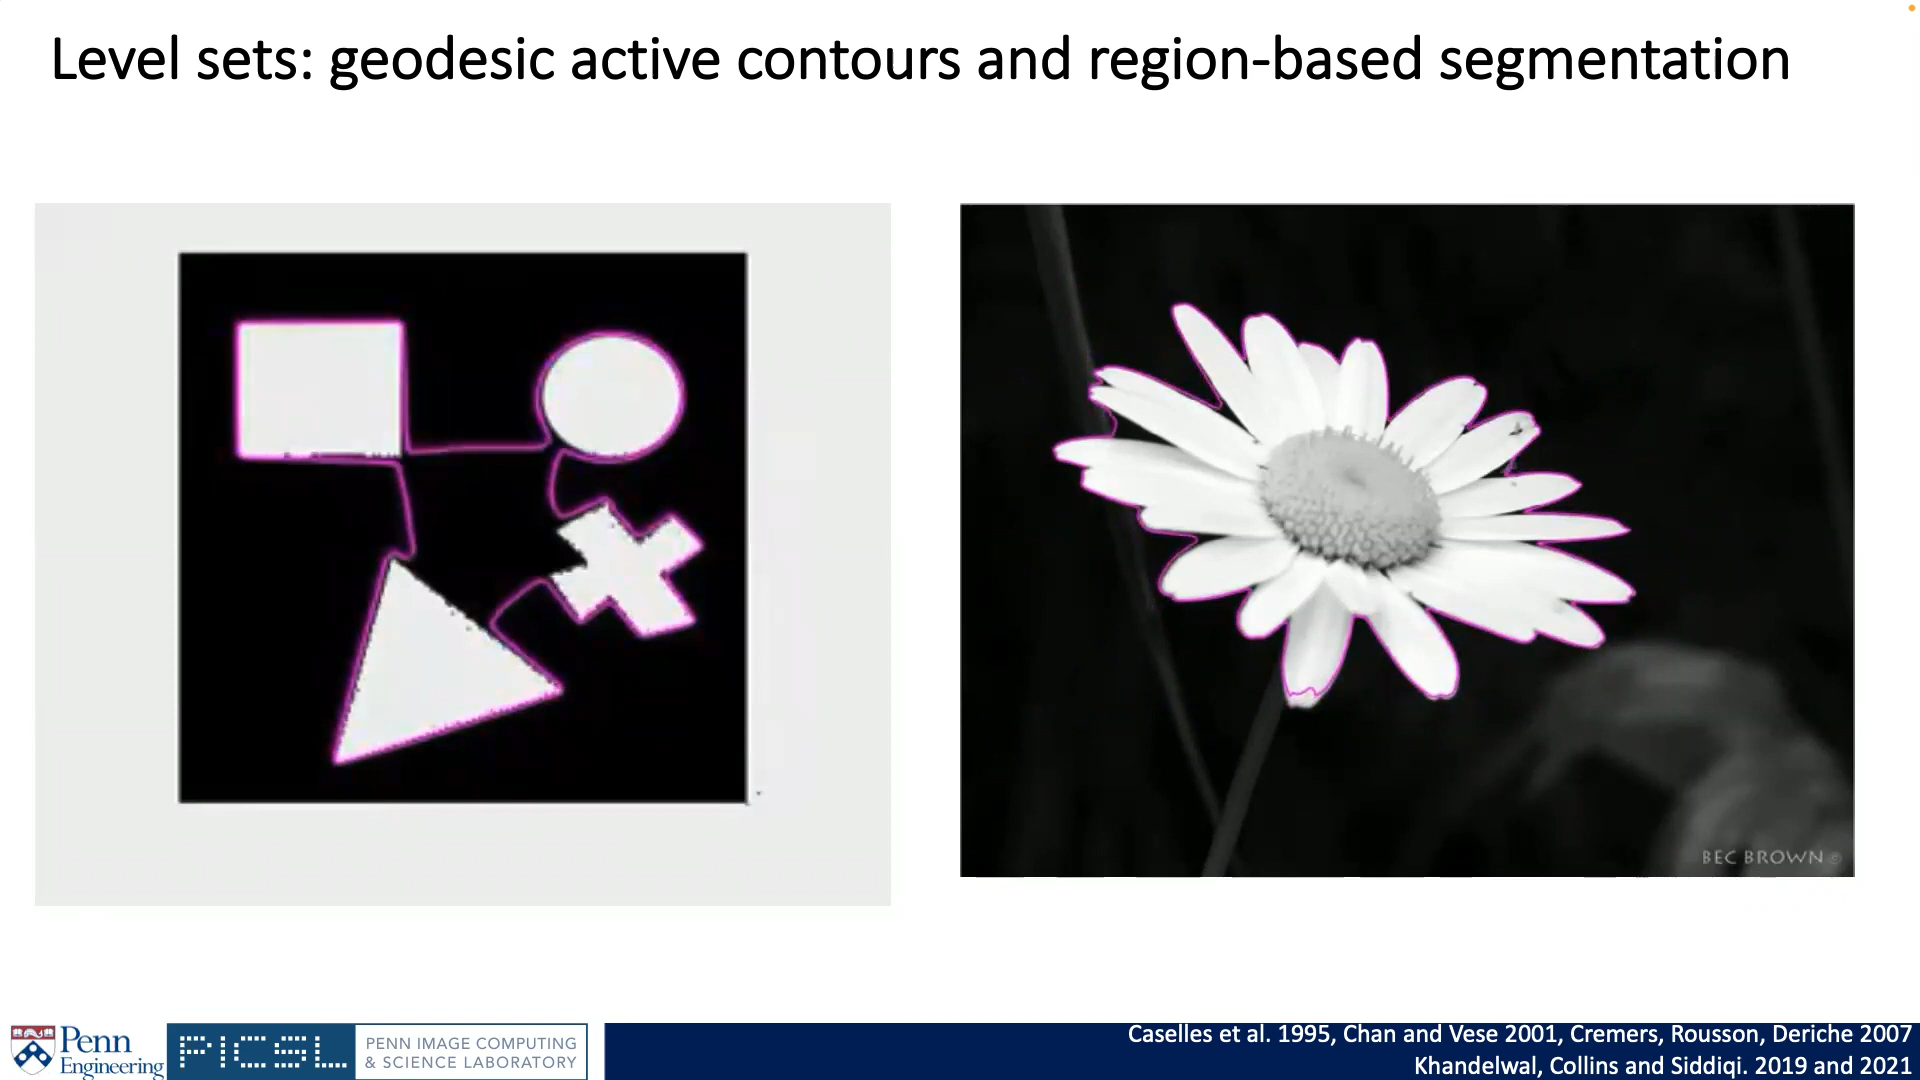 Level sets: geodesic active contours and region-based segmentation
BEC BROWN ©
Penn
Engineering
PICSL
PENN IMAGE COMPUTING
& SCIENCE LABORATORY
Caselles et al. 1995, Chan and Vese 2001, Cremers, Rousson, Deriche 2007
Khandelwal, Collins and Siddiqi. 2019 and 2021